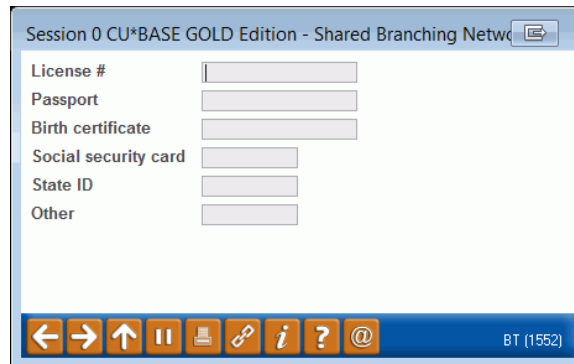 Session 0 CU*BASE GOLD Edition - Shared Branching Netwo
License #
Passport
Birth certificate
Social security card
State ID
Other
i ? @
BT (1552)